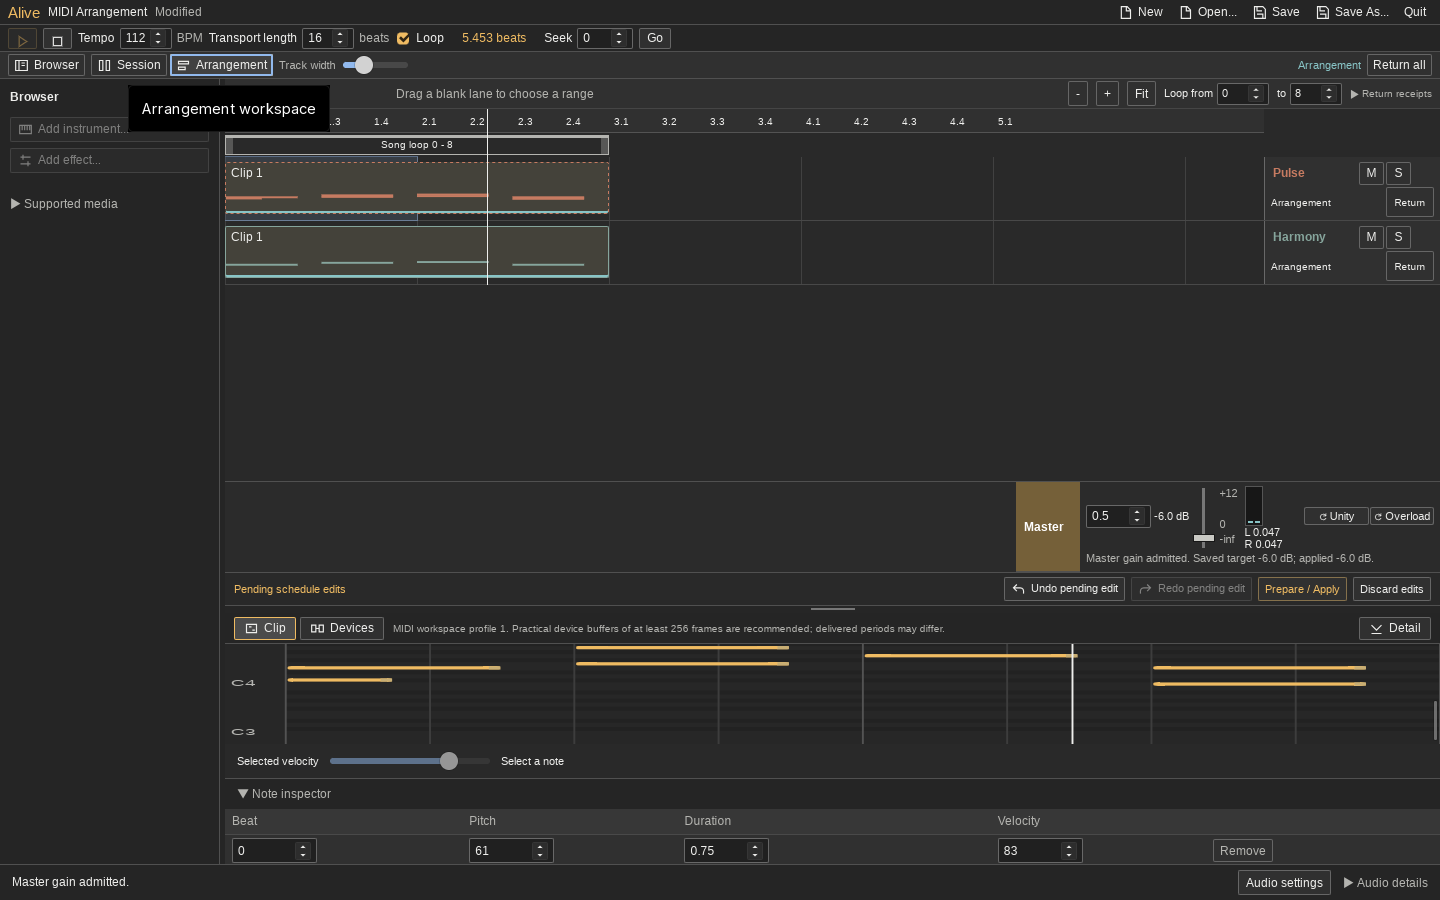 Alive MIDI Arrangement Modified New Open... Save Save As... Quit
Tempo 112 BPM Transport length 16 beats Loop 5.453 beats Seek 0 Go
Browser Session Arrangement Track width Arrangement Return all
Browser
Arrangement workspace
Drag a blank lane to choose a range - + Fit Loop from 0 to 8 Return receipts
Add instrument...
.3 1.4 2.1 2.2 2.3 2.4 3.1 3.2 3.3 3.4 4.1 4.2 4.3 4.4 5.1
Song loop 0 - 8
Add effect...
Clip 1
Pulse M S
Supported media
Arrangement Return
Clip 1
Harmony M S
Arrangement Return
Master 0.5 -6.0 dB +12 0 -inf L 0.047 R 0.047 Unity Overload
Master gain admitted. Saved target -6.0 dB; applied -6.0 dB.
Pending schedule edits Undo pending edit Redo pending edit Prepare / Apply Discard edits
Clip Devices MIDI workspace profile 1. Practical device buffers of at least 256 frames are recommended; delivered periods may differ. Detail
C4
C3
Selected velocity Select a note
Note inspector
Beat Pitch Duration Velocity
0 61 0.75 83 Remove
Master gain admitted. Audio settings Audio details